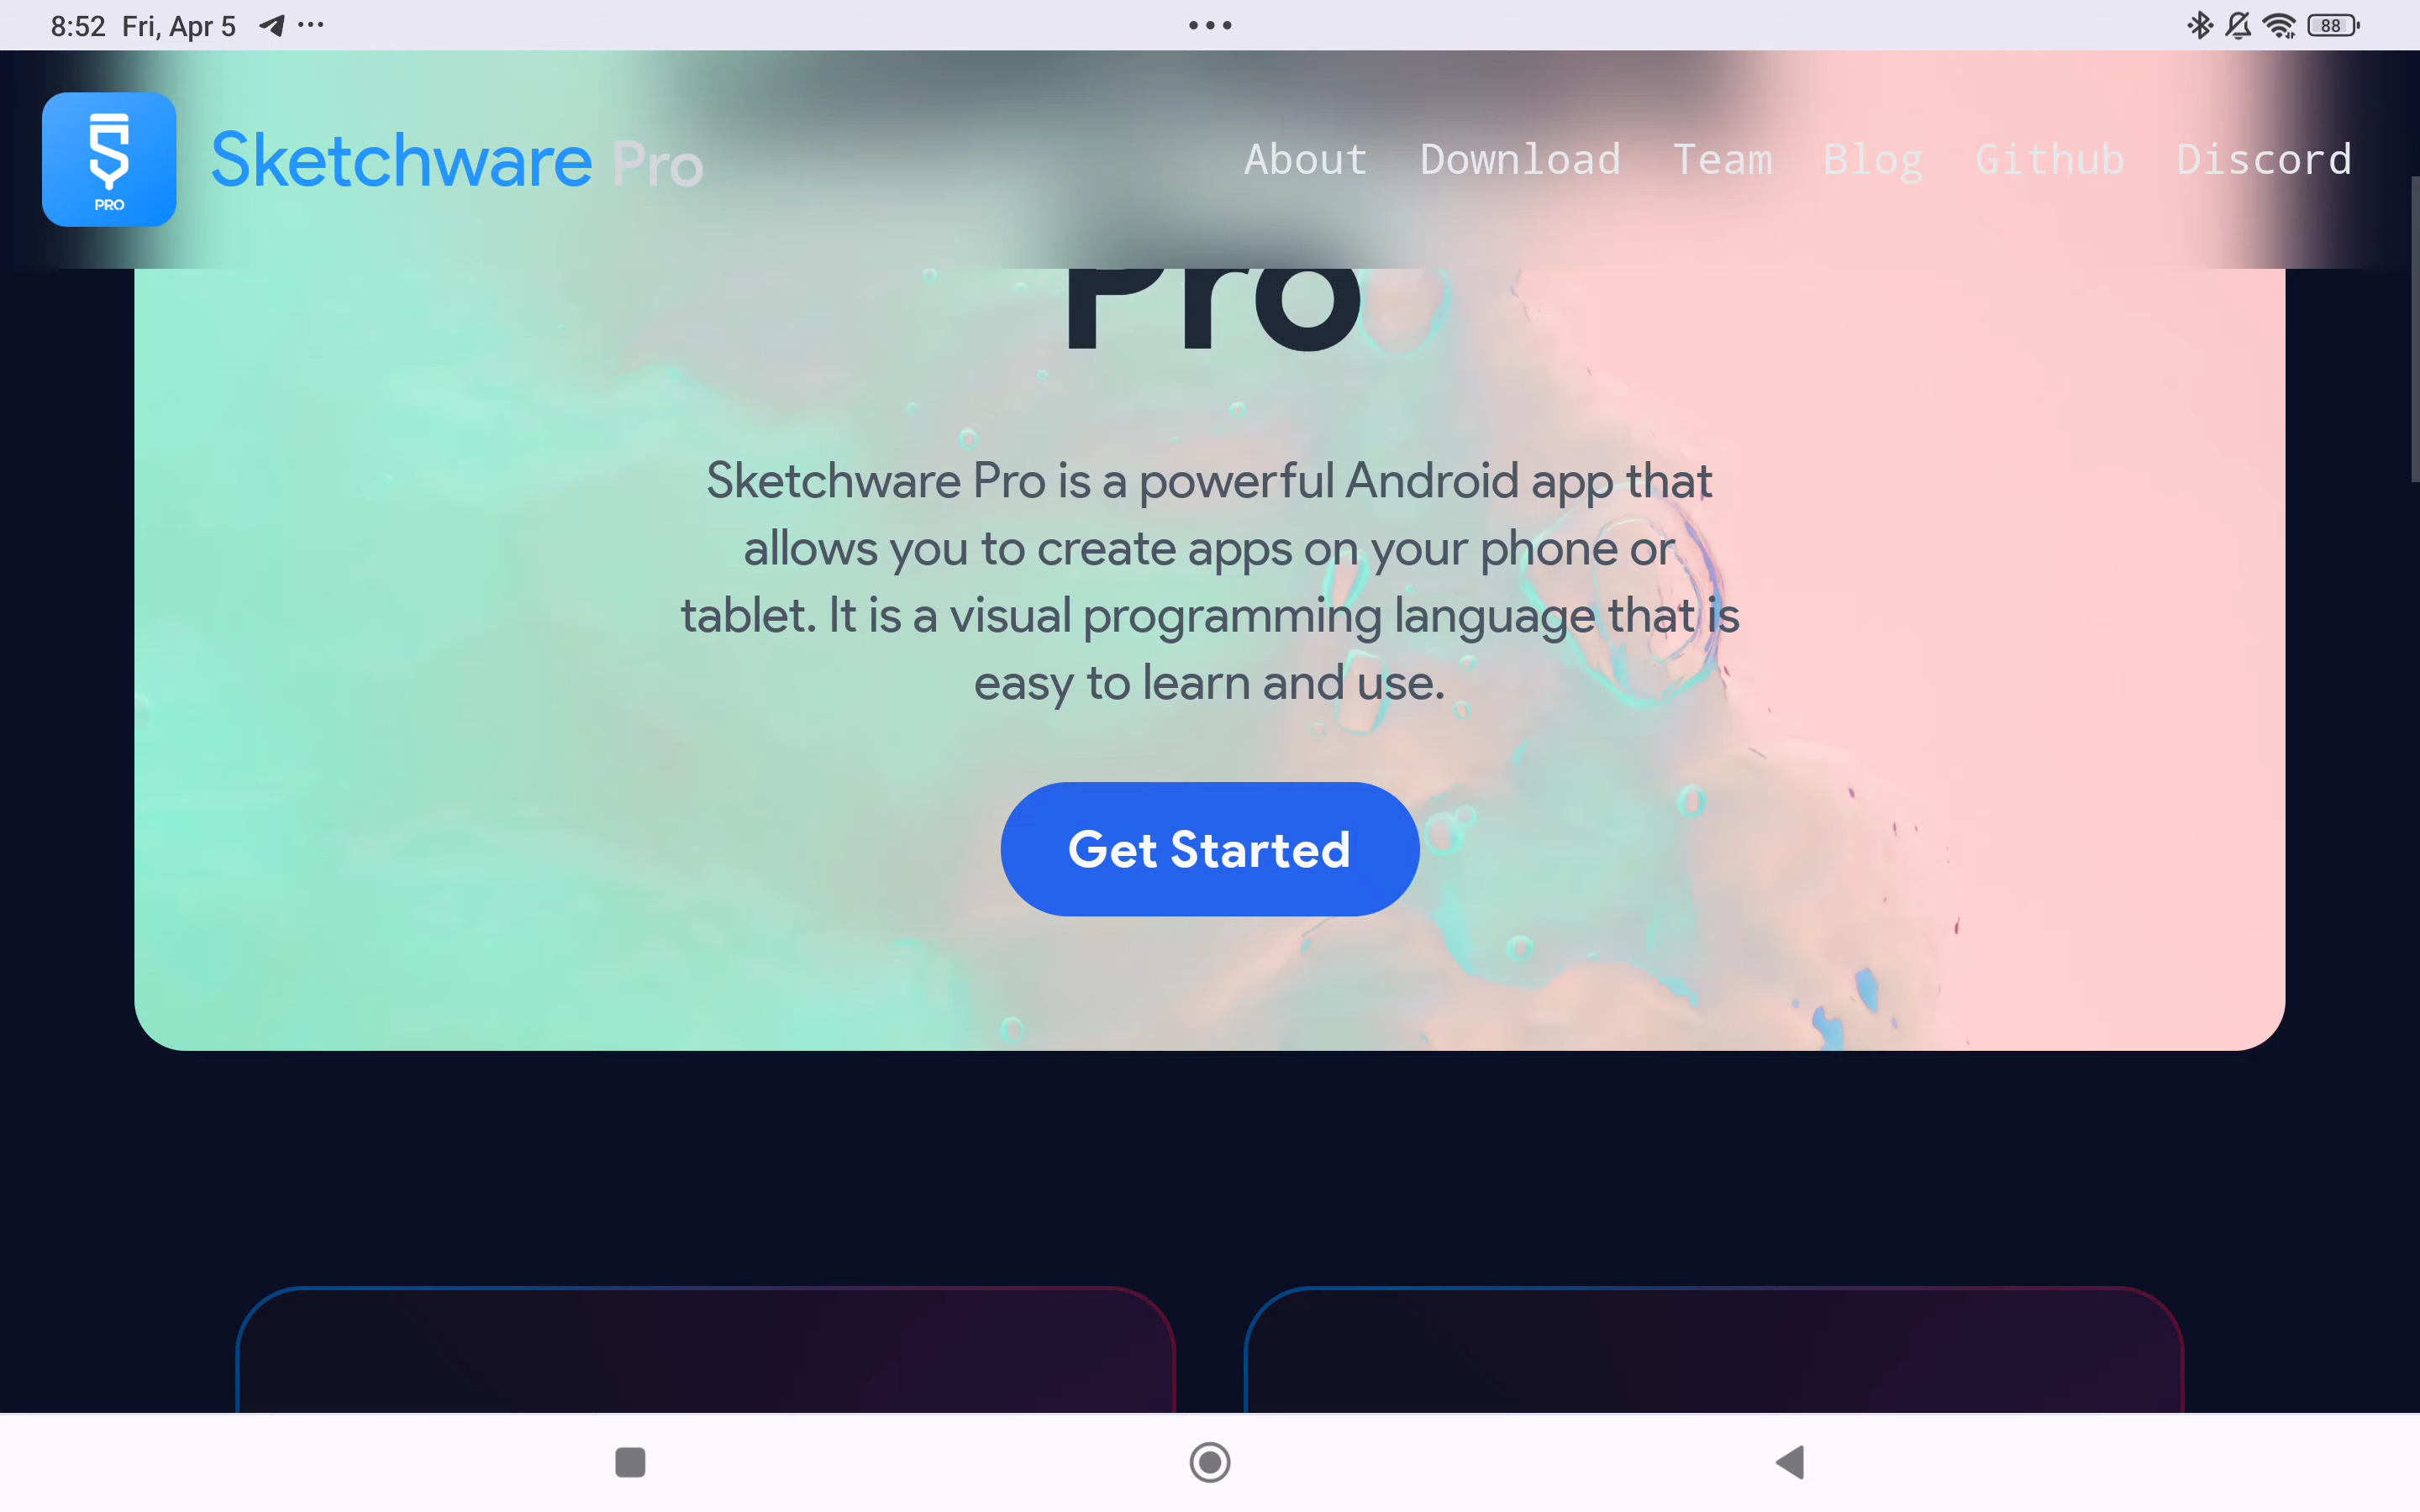 8:52 Fri, Apr 5
88
PRO
Sketchware Pro
About Download Team Blog Github Discord
Pro
Sketchware Pro is a powerful Android app that
allows you to create apps on your phone or
tablet. It is a visual programming language that is
easy to learn and use.
Get Started